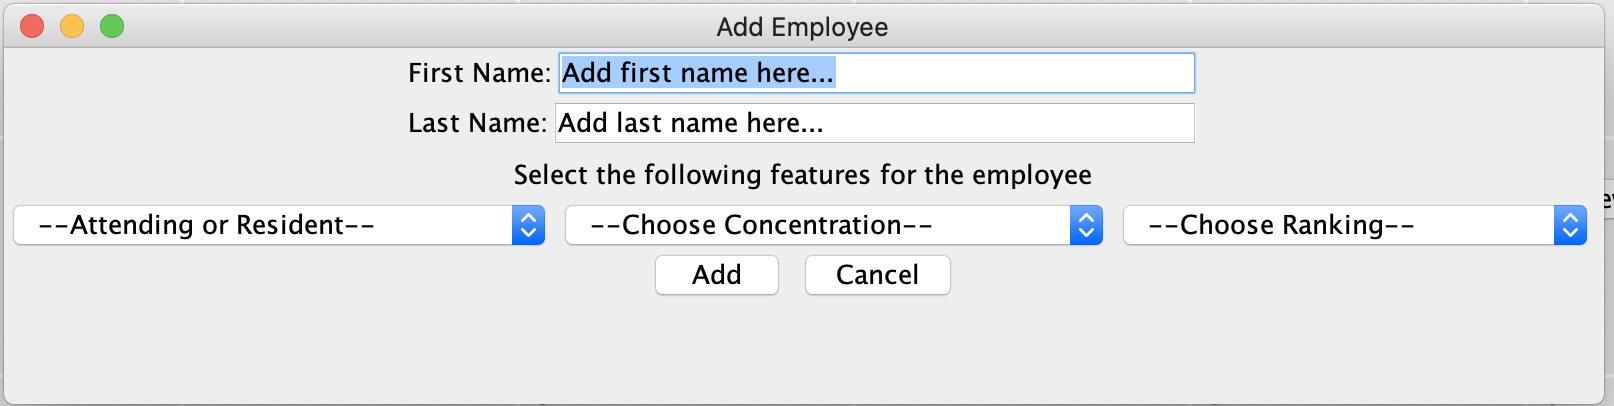 Add Employee
First Name: Add first name here...
Last Name: Add last name here...
Select the following features for the employee
--Attending or Resident-- --Choose Concentration-- --Choose Ranking--
Add Cancel